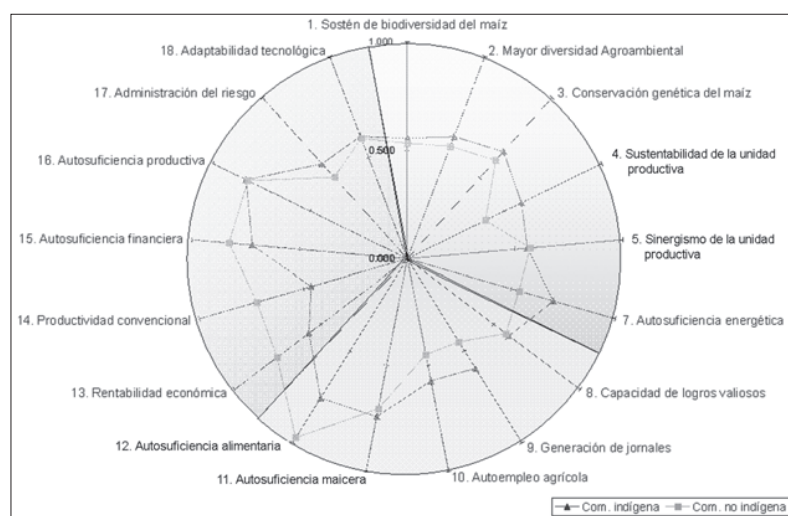 1. Sostén de biodiversidad del maíz
1.000
2. Mayor diversidad Agroambiental
3. Conservación genética del maíz
4. Sustentabilidad de la unidad
productiva
5. Sinergismo de la unidad
productiva
7. Autosuficiencia energética
8. Capacidad de logros valiosos
9. Generación de jornales
10. Autoempleo agrícola
11. Autosuficiencia maicera
12. Autosuficiencia alimentaria
13. Rentabilidad económica
14. Productividad convencional
15. Autosuficiencia financiera
16. Autosuficiencia productiva
17. Administración del riesgo
18. Adaptabilidad tecnológica
0.500
0.000
Com. indígena
Com. no indígena